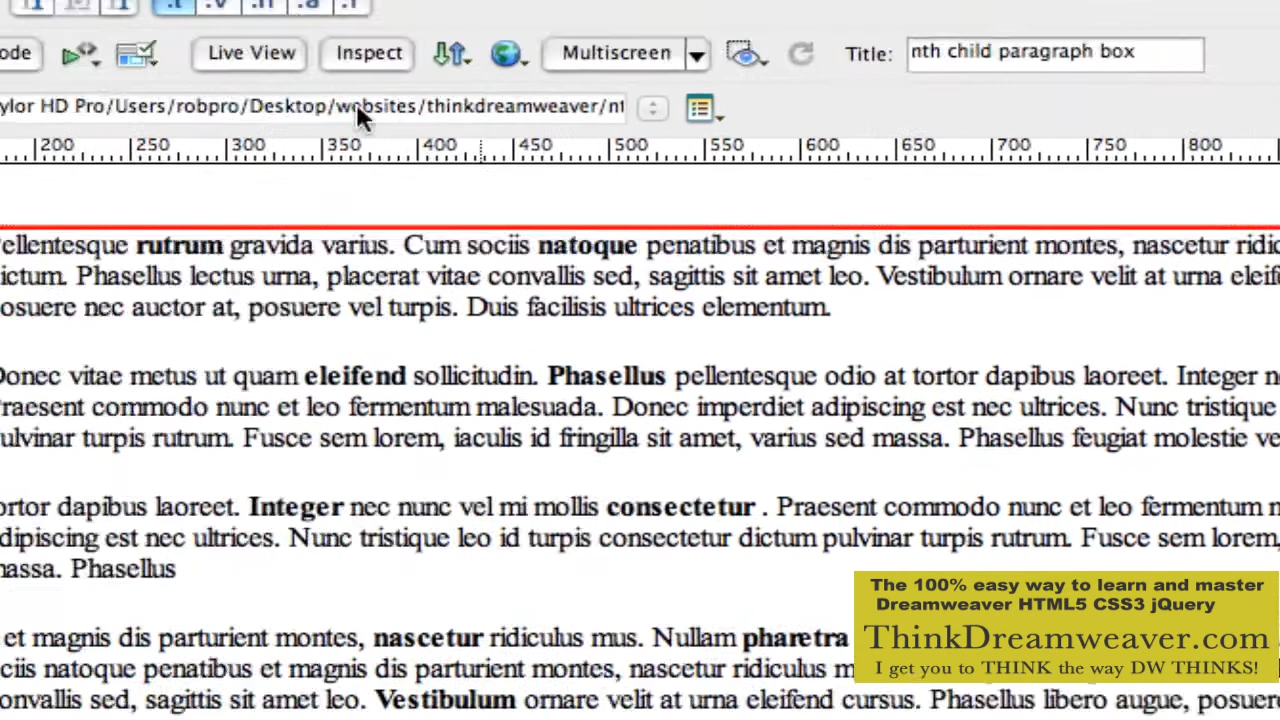 ode Live View Inspect Multiscreen Title: nth child paragraph box
ylor HD Pro/Users/robpro/Desktop/websites/thinkdreamweaver/nt
200 250 300 350 400 450 500 550 600 650 700 750 800
ellentesque rutrum gravida varius. Cum sociis natoque penatibus et magnis dis parturient montes, nascetur ridic
ictum. Phasellus lectus urna, placerat vitae convallis sed, sagittis sit amet leo. Vestibulum ornare velit at urna eleife
osuere nec auctor at, posuere vel turpis. Duis facilisis ultrices elementum.
Donec vitae metus ut quam eleifend sollicitudin. Phasellus pellentesque odio at tortor dapibus laoreet. Integer ne
raesent commodo nunc et leo fermentum malesuada. Donec imperdiet adipiscing est nec ultrices. Nunc tristique
ulvinar turpis rutrum. Fusce sem lorem, iaculis id fringilla sit amet, varius sed massa. Phasellus feugiat molestie ve
ortor dapibus laoreet. Integer nec nunc vel mi mollis consectetur . Praesent commodo nunc et leo fermentum m
dipiscing est nec ultrices. Nunc tristique leo id turpis consectetur dictum pulvinar turpis rutrum. Fusce sem lorem,
massa. Phasellus
et magnis dis parturient montes, nascetur ridiculus mus. Nullam pharetra
ciis natoque penatibus et magnis dis parturient montes, nascetur ridiculus m
onvallis sed, sagittis sit amet leo. Vestibulum ornare velit at urna eleifend cursus. Phasellus libero augue, posuer
The 100% easy way to learn and master
Dreamweaver HTML5 CSS3 jQuery
ThinkDreamweaver.com
I get you to THINK the way DW THINKS!